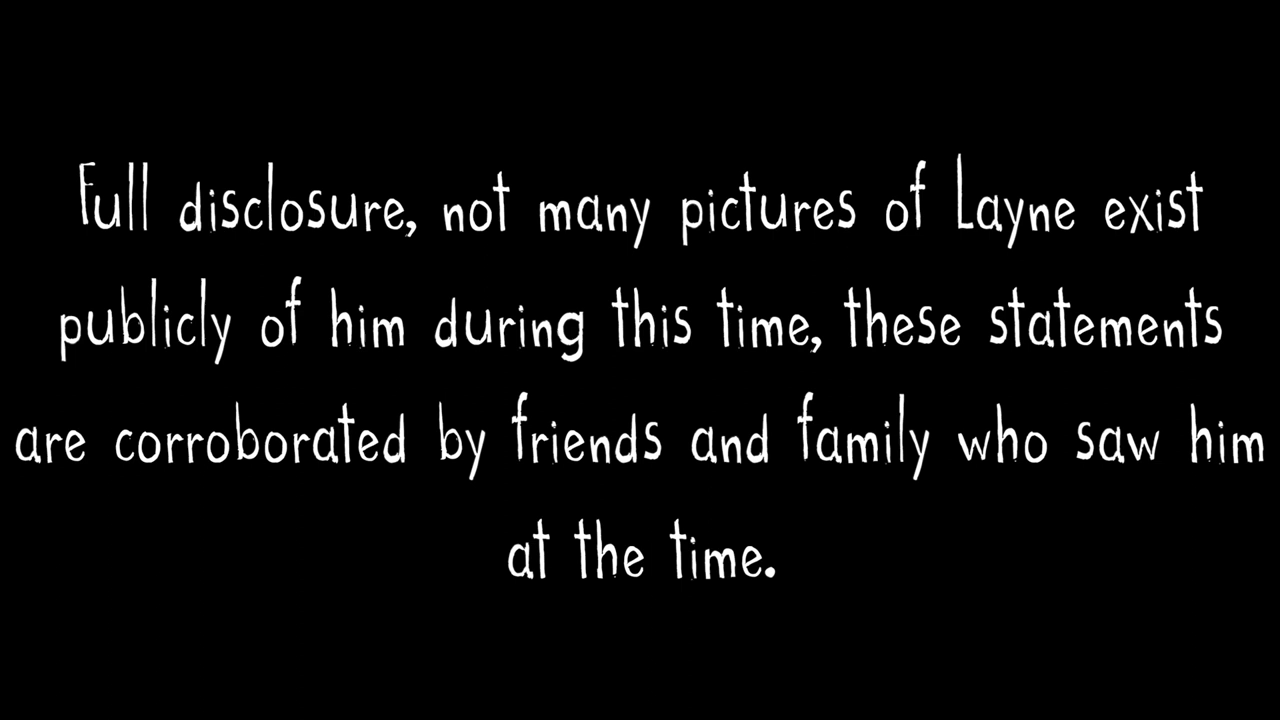 Full disclosure, not many pictures of Layne exist
publicly of him during this time, these statements
are corroborated by friends and family who saw him
at the time.